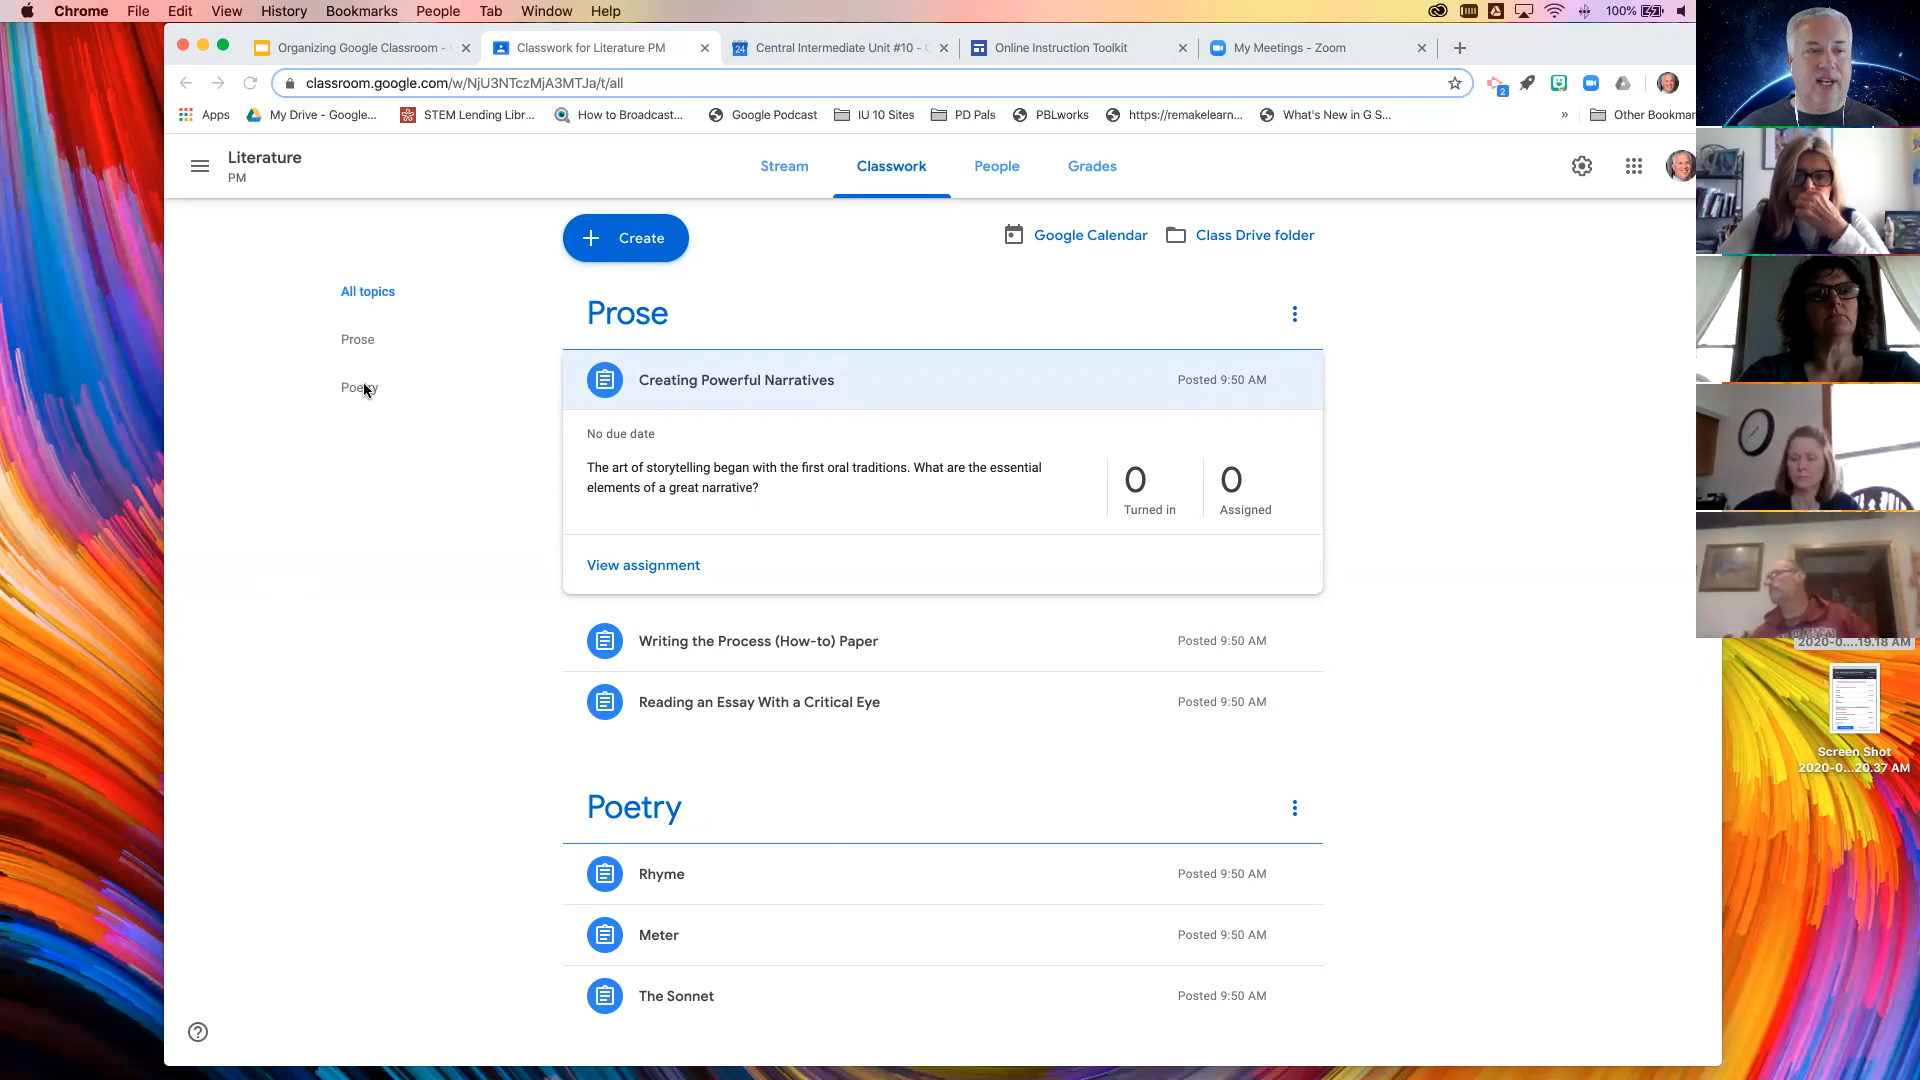 Chrome File Edit View History Bookmarks People Tab Window Help 100%
Organizing Google Classroom - Classwork for Literature PM Central Intermediate Unit #10 - Online Instruction Toolkit My Meetings - Zoom
classroom.google.com/w/NjU3NTczMjA3MTJa/t/all
2
Apps My Drive - Google... STEM Lending Libr... How to Broadcast... Google Podcast IU 10 Sites PD Pals PBLworks https://remakelearn... What's New in G S... » Other Bookmar
Literature
PM
Stream Classwork People Grades
Create
Google Calendar Class Drive folder
All topics
Prose
Poetry
Prose
Creating Powerful Narratives Posted 9:50 AM
No due date
The art of storytelling began with the first oral traditions. What are the essential
elements of a great narrative?
0 0
Turned in Assigned
View assignment
Writing the Process (How-to) Paper Posted 9:50 AM
Reading an Essay With a Critical Eye Posted 9:50 AM
Poetry
Rhyme Posted 9:50 AM
Meter Posted 9:50 AM
The Sonnet Posted 9:50 AM
2020-0....19.18 AM
Screen Shot
2020-0...20.37 AM